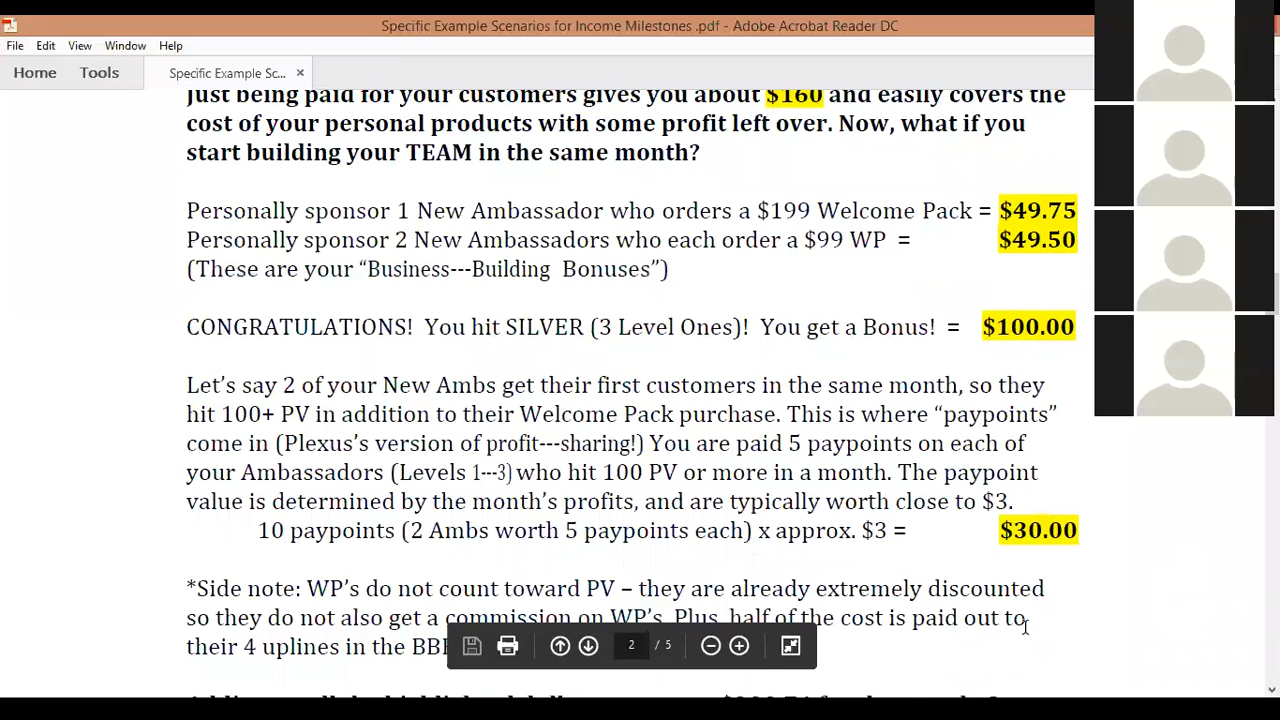 Specific Example Scenarios for Income Milestones .pdf - Adobe Acrobat Reader DC
File Edit View Window Help
Home Tools Specific Example Sc... ×
Just being paid for your customers gives you about $160 and easily covers the
cost of your personal products with some profit left over. Now, what if you
start building your TEAM in the same month?
Personally sponsor 1 New Ambassador who orders a $199 Welcome Pack = $49.75
Personally sponsor 2 New Ambassadors who each order a $99 WP = $49.50
(These are your “Business---Building Bonuses”)
CONGRATULATIONS! You hit SILVER (3 Level Ones)! You get a Bonus! = $100.00
Let’s say 2 of your New Ambs get their first customers in the same month, so they
hit 100+ PV in addition to their Welcome Pack purchase. This is where “paypoints”
come in (Plexus’s version of profit---sharing!) You are paid 5 paypoints on each of
your Ambassadors (Levels 1---3) who hit 100 PV or more in a month. The paypoint
value is determined by the month’s profits, and are typically worth close to $3.
10 paypoints (2 Ambs worth 5 paypoints each) x approx. $3 = $30.00
*Side note: WP’s do not count toward PV – they are already extremely discounted
so they do not also get a commission on WP’s. Plus, half of the cost is paid out to
their 4 uplines in the
2 / 5